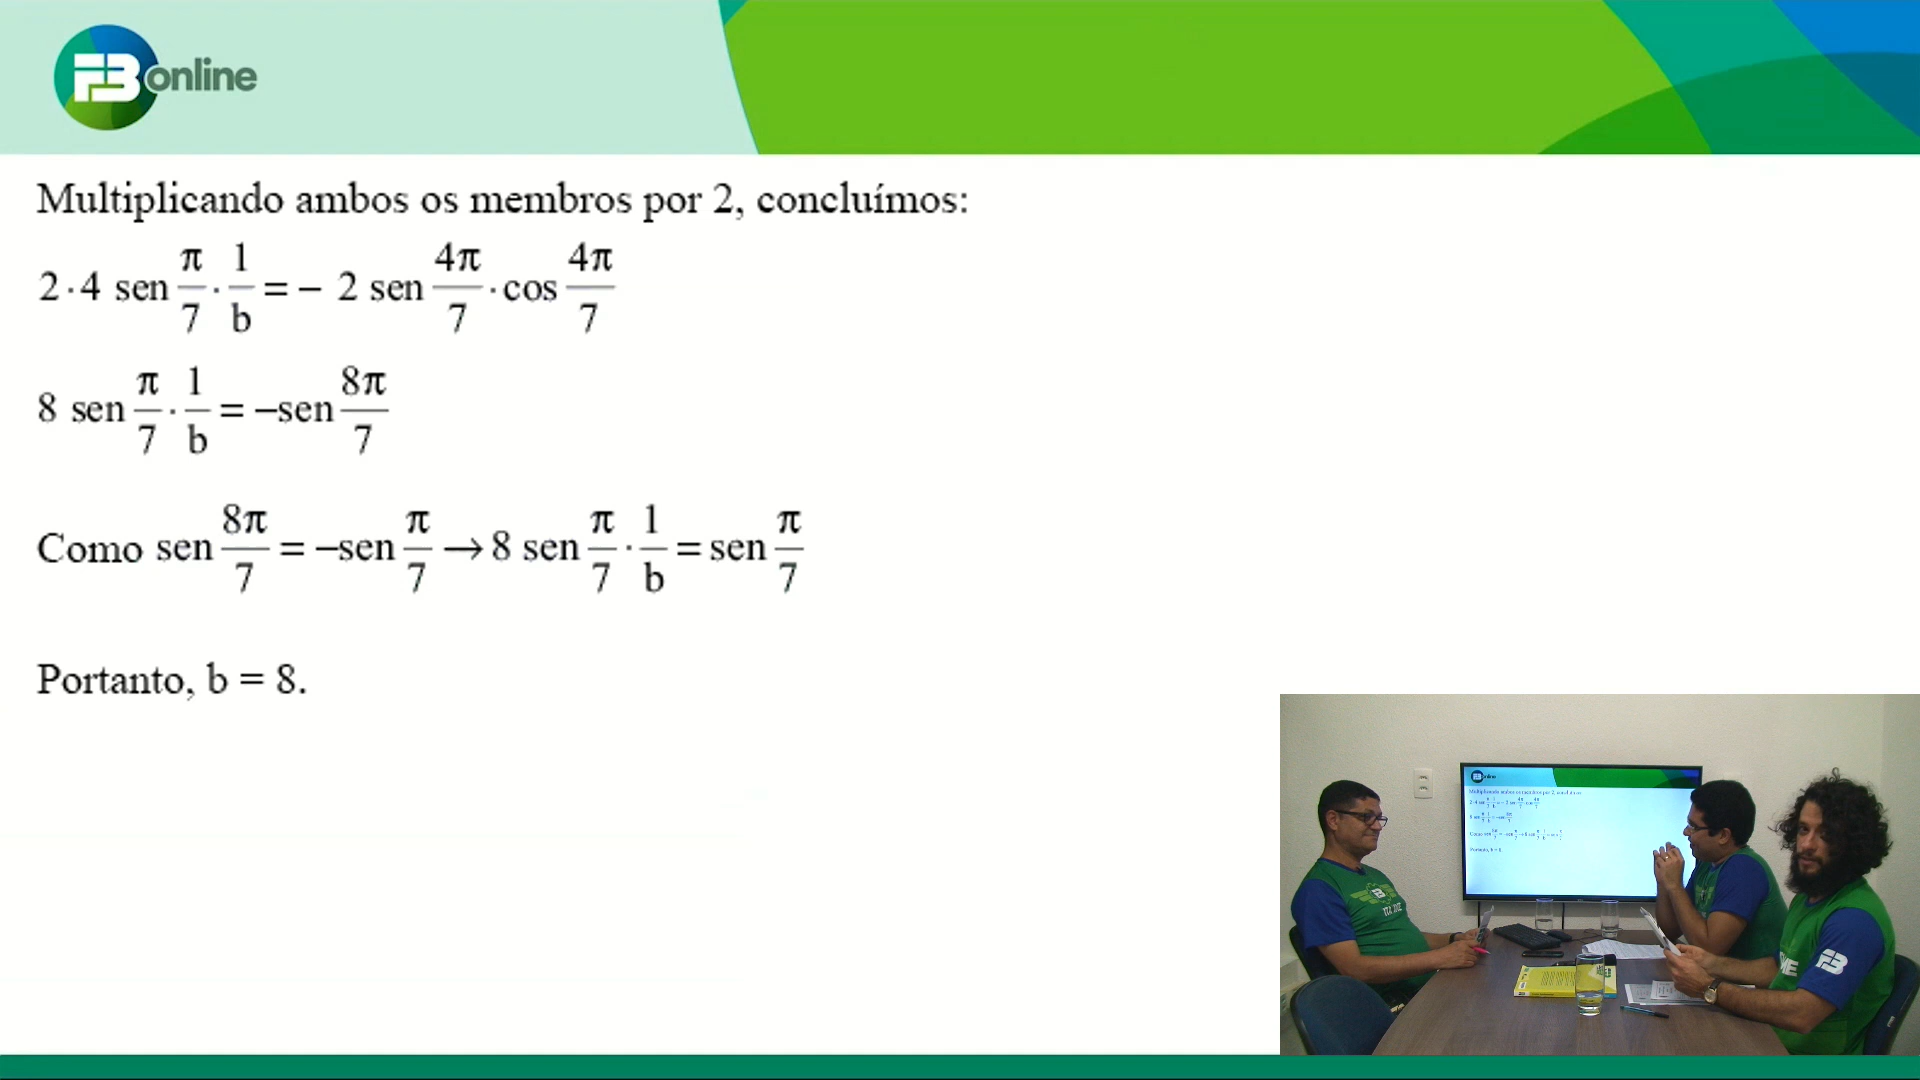 FB online
Multiplicando ambos os membros por 2, concluímos:
2·4 sen π/7 · 1/b = – 2 sen 4π/7 · cos 4π/7
8 sen π/7 · 1/b = –sen 8π/7
Como sen 8π/7 = –sen π/7 → 8 sen π/7 · 1/b = sen π/7
Portanto, b = 8.